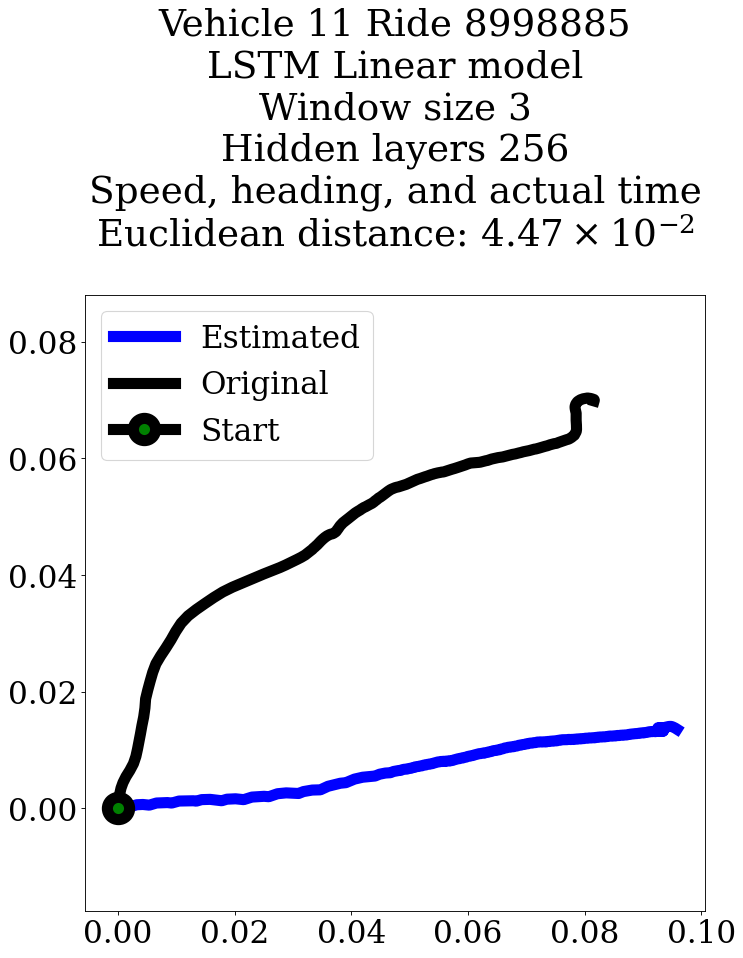 Vehicle 11 Ride 8998885
LSTM Linear model
Window size 3
Hidden layers 256
Speed, heading, and actual time
Euclidean distance: 4.47 × 10⁻²
Estimated
Original
Start
0.08
0.06
0.04
0.02
0.00
0.00 0.02 0.04 0.06 0.08 0.10